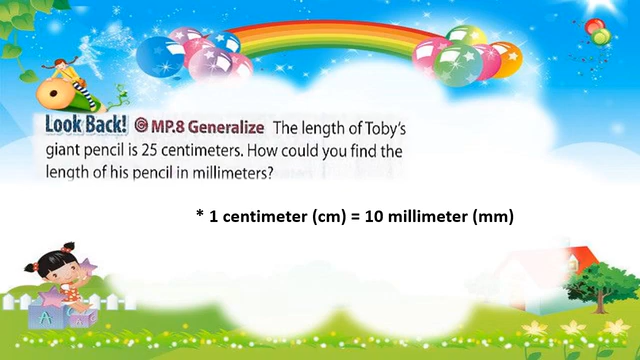 Look Back! MP.8 Generalize The length of Toby's
giant pencil is 25 centimeters. How could you find the
length of his pencil in millimeters?
* 1 centimeter (cm) = 10 millimeter (mm)
A